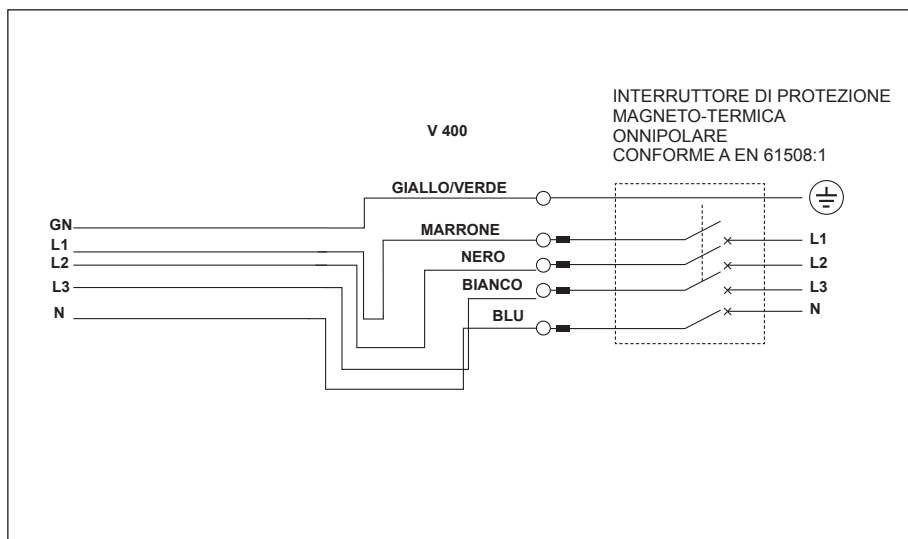 INTERRUTTORE DI PROTEZIONE
MAGNETO-TERMICA
ONNIPOLARE
CONFORME A EN 61508:1
V 400
GIALLO/VERDE
GN
MARRONE
L1
L1
L2
NERO
L2
L3
BIANCO
L3
N
BLU
N